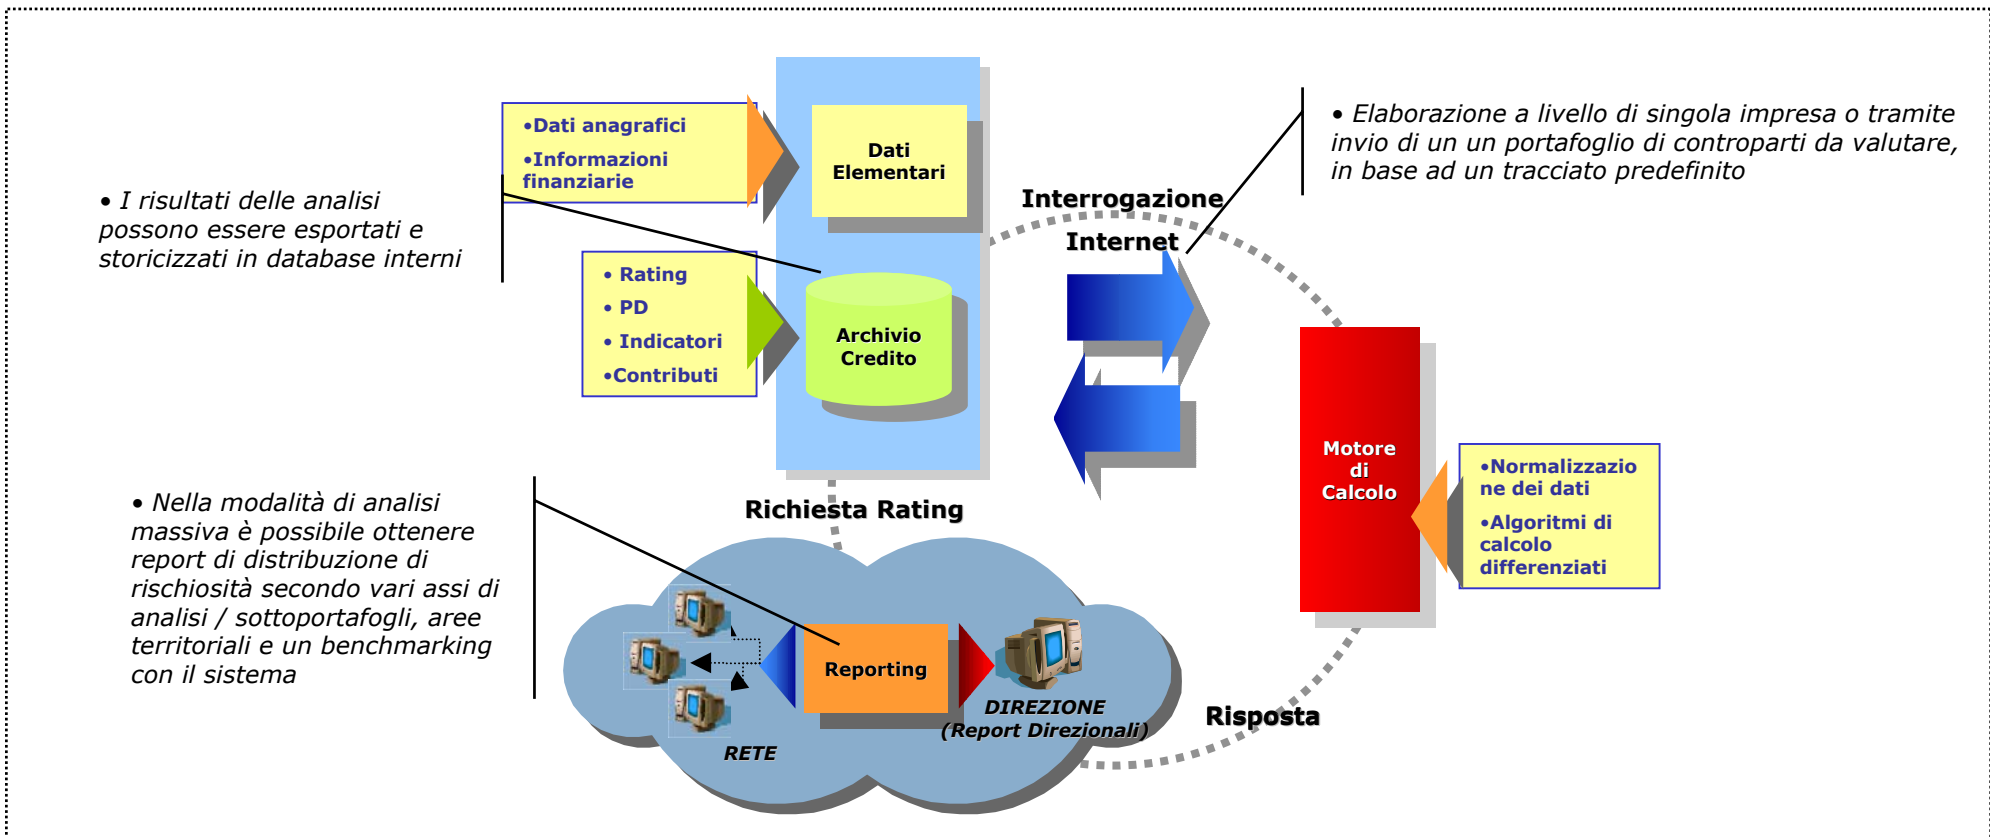 •Dati anagrafici
•Informazioni
finanziarie
Dati
Elementari
• Elaborazione a livello di singola impresa o tramite
invio di un un portafoglio di controparti da valutare,
in base ad un tracciato predefinito
• I risultati delle analisi
possono essere esportati e
storicizzati in database interni
Interrogazione
Internet
• Rating
• PD
• Indicatori
•Contributi
Archivio
Credito
Motore
di
Calcolo
•Normalizzazio
ne dei dati
•Algoritmi di
calcolo
differenziati
• Nella modalità di analisi
massiva è possibile ottenere
report di distribuzione di
rischiosità secondo vari assi di
analisi / sottoportafogli, aree
territoriali e un benchmarking
con il sistema
Richiesta Rating
Reporting
DIREZIONE
(Report Direzionali)
RETE
Risposta